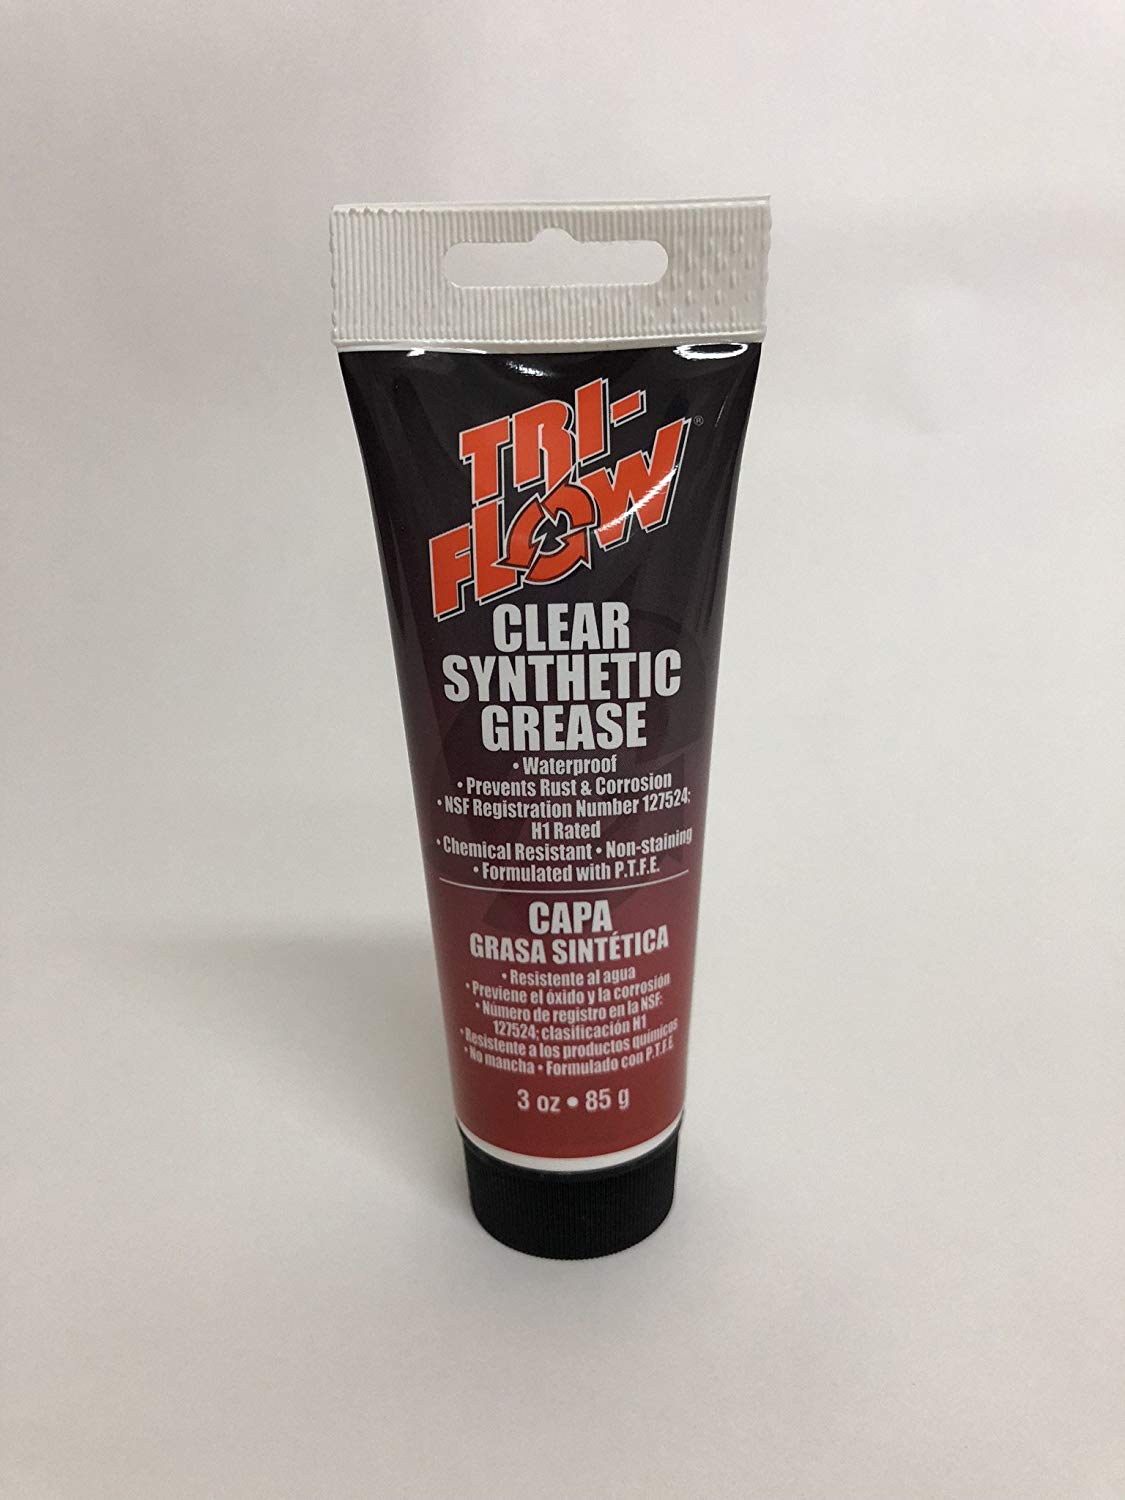 TRI-
FLOW®
CLEAR
SYNTHETIC
GREASE
• Waterproof
• Prevents Rust & Corrosion
• NSF Registration Number 127524;
H1 Rated
• Chemical Resistant • Non-staining
• Formulated with P.T.F.E.
CAPA
GRASA SINTÉTICA
• Resistente al agua
• Previene el óxido y la corrosión
• Número de registro en la NSF:
127524; clasificación H1
• Resistente a los productos químicos
• No mancha • Formulado con P.T.F.E.
3 oz • 85 g